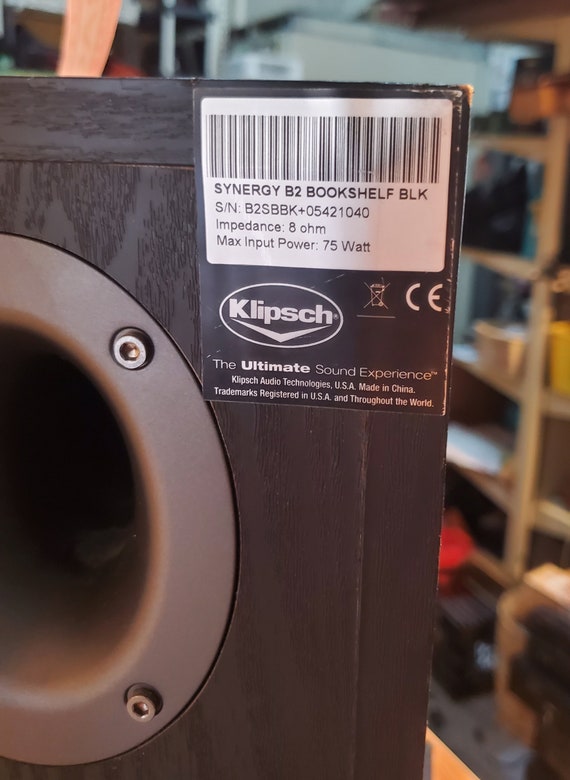 SYNERGY B2 BOOKSHELF BLK
S/N: B2SBBK+05421040
Impedance: 8 ohm
Max Input Power: 75 Watt
Klipsch®
CE
The Ultimate Sound Experience™
Klipsch Audio Technologies, U.S.A. Made in China.
Trademarks Registered in U.S.A. and Throughout the World.